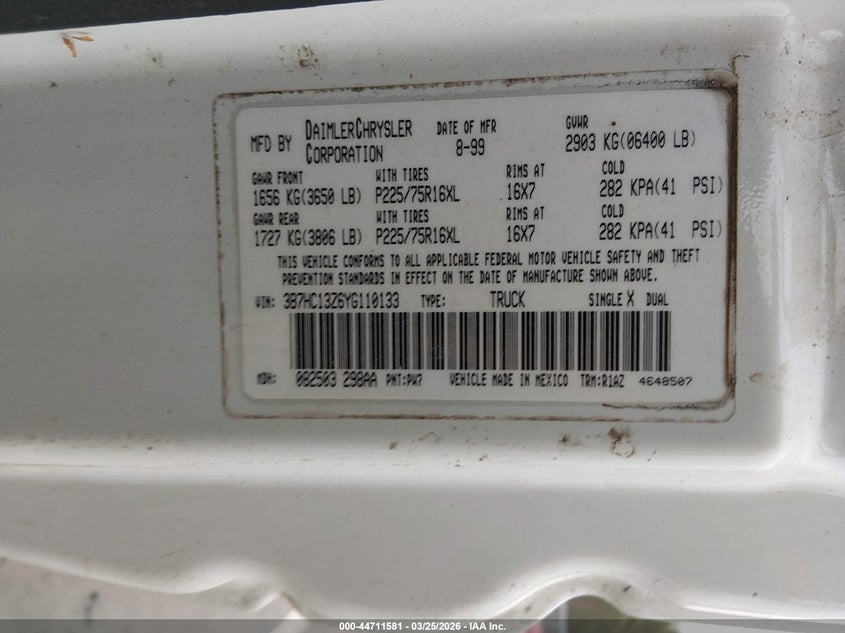 MFD BY DAIMLERCHRYSLER CORPORATION DATE OF MFR 8-99 GVWR 2903 KG(06400 LB)
GAWR FRONT WITH TIRES RIMS AT COLD
1656 KG(3650 LB) P225/75R16XL 16X7 282 KPA(41 PSI)
GAWR REAR WITH TIRES RIMS AT COLD
1727 KG(3806 LB) P225/75R16XL 16X7 282 KPA(41 PSI)
THIS VEHICLE CONFORMS TO ALL APPLICABLE FEDERAL MOTOR VEHICLE SAFETY AND THEFT
PREVENTION STANDARDS IN EFFECT ON THE DATE OF MANUFACTURE SHOWN ABOVE.
VIN: 3B7HC13Z6YG110133 TYPE: TRUCK SINGLE X DUAL
MDH: 082503 298AA PNT:PW7 VEHICLE MADE IN MEXICO TRM:R1AZ 4648507
000-44711581 - 03/25/2026 - IAA Inc.